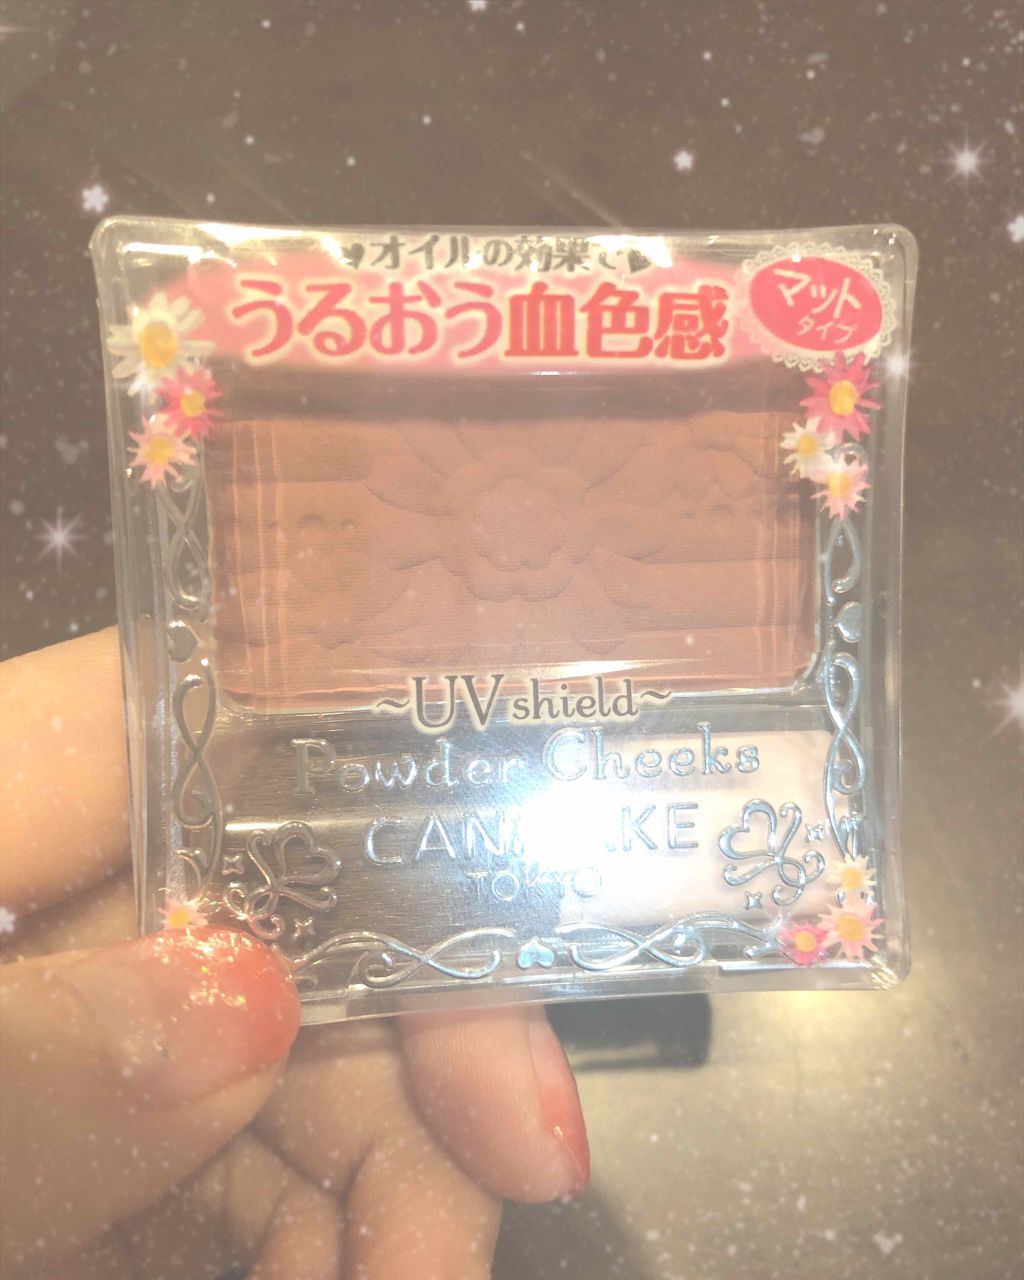 オイルの効果で
うるおう血色感
マット
タイプ
~UV shield~
Powder Cheeks
CANMAKE
TOKYO